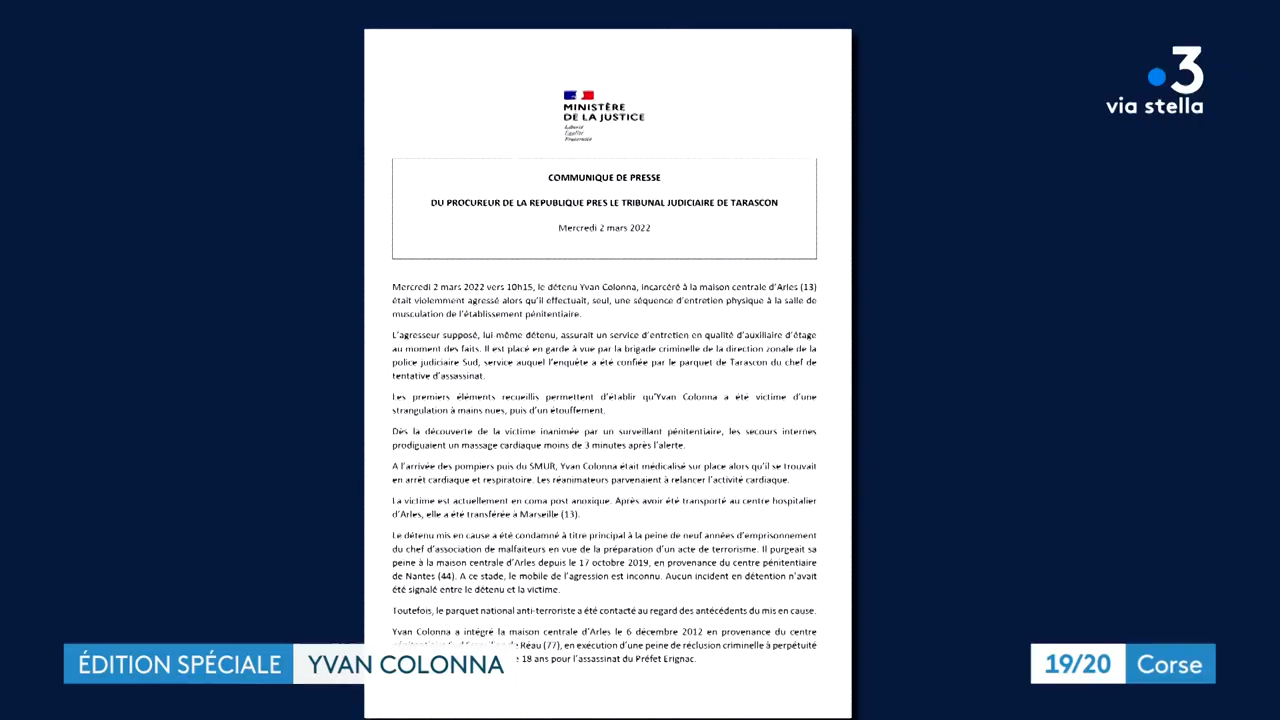 3
via stella
MINISTÈRE
DE LA JUSTICE
Liberté
Égalité
Fraternité
COMMUNIQUE DE PRESSE
DU PROCUREUR DE LA REPUBLIQUE PRES LE TRIBUNAL JUDICIAIRE DE TARASCON
Mercredi 2 mars 2022
Mercredi 2 mars 2022 vers 10h15, le détenu Yvan Colonna, incarcéré à la maison centrale d'Arles (13)
était violemment agressé alors qu'il effectuait, seul, une séquence d'entretien physique à la salle de
musculation de l'établissement pénitentiaire.
L'agresseur supposé, lui-même détenu, assurait un service d'entretien en qualité d'auxiliaire d'étage
au moment des faits. Il est placé en garde à vue par la brigade criminelle de la direction zonale de la
police judiciaire Sud, service auquel l'enquête a été confiée par le parquet de Tarascon du chef de
tentative d'assassinat.
Les premiers éléments recueillis permettent d'établir qu'Yvan Colonna a été victime d'une
strangulation à mains nues, puis d'un étouffement.
Dès la découverte de la victime inanimée par un surveillant pénitentiaire, les secours internes
prodiguaient un massage cardiaque moins de 3 minutes après l'alerte.
A l'arrivée des pompiers puis du SMUR, Yvan Colonna était médicalisé sur place alors qu'il se trouvait
en arrêt cardiaque et respiratoire. Les réanimateurs parvenaient à relancer l'activité cardiaque.
La victime est actuellement en coma post anoxique. Après avoir été transporté au centre hospitalier
d'Arles, elle a été transférée à Marseille (13).
Le détenu mis en cause a été condamné à titre principal à la peine de neuf années d'emprisonnement
du chef d'association de malfaiteurs en vue de la préparation d'un acte de terrorisme. Il purgeait sa
peine à la maison centrale d'Arles depuis le 17 octobre 2019, en provenance du centre pénitentiaire
de Nantes (44). A ce stade, le mobile de l'agression est inconnu. Aucun incident en détention n'avait
été signalé entre le détenu et la victime.
Toutefois, le parquet national anti-terroriste a été contacté au regard des antécédents du mis en cause.
Yvan Colonna a intégré la maison centrale d'Arles le 6 décembre 2012 en provenance du centre
Réau (77), en exécution d'une peine de réclusion criminelle à perpétuité
18 ans pour l'assassinat du Préfet Erignac.
ÉDITION SPÉCIALE YVAN COLONNA
19/20 Corse